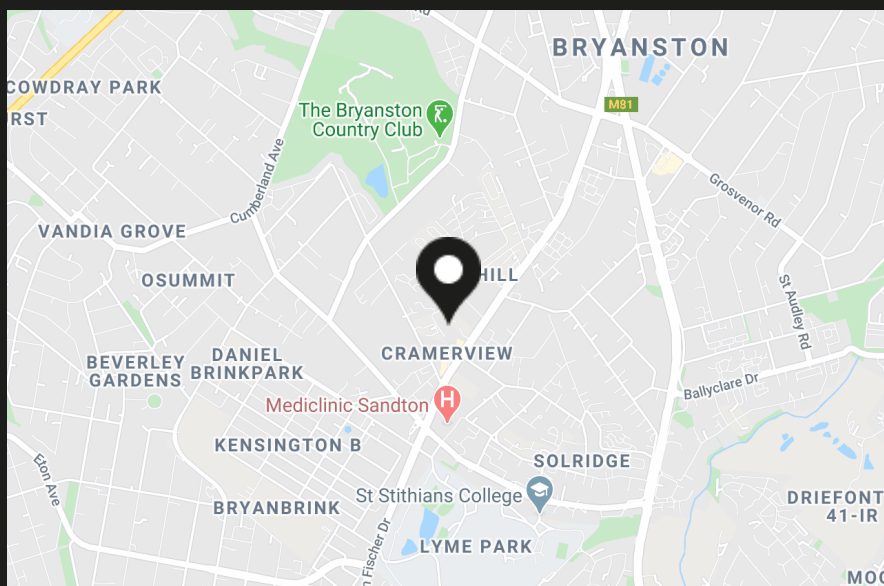 BRYANSTON
COWDRAY PARK
M81
The Bryanston
Country Club
RST
Cumberland Ave
Grosvenor Rd
VANDIA GROVE
HILL
OSUMMIT
St Audley Rd
CRAMERVIEW
DANIEL
BRINKPARK
BEVERLEY
GARDENS
Ballyclare Dr
Mediclinic Sandton
H
KENSINGTON B
SOLRIDGE
Eton Ave
St Stithians College
DRIEFONT
41-IR
BRYANBRINK
n Fischer Dr
LYME PARK
MOO